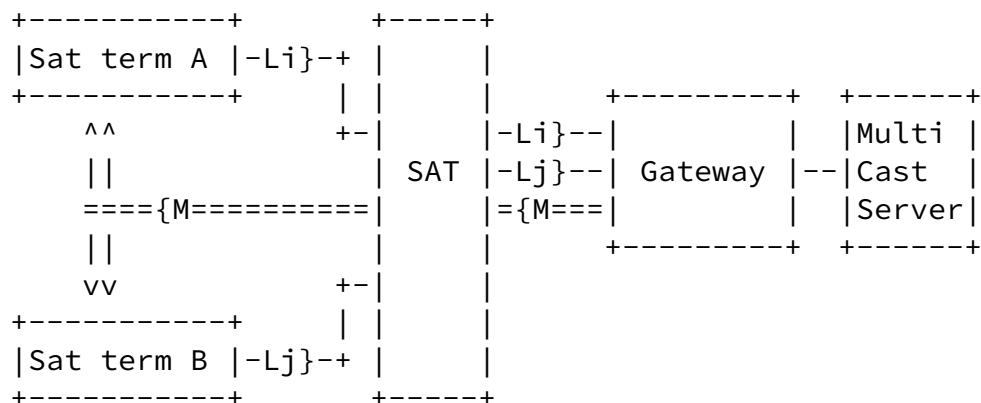 +-----------+       +-----+
|Sat term A |-Li}-+ |     |
+-----------+     | |     |      +---------+  +------+
    ^^            +-|     |-Li}--|         |  |Multi |
    ||              | SAT |-Lj}--| Gateway |--|Cast  |
    ===={M==========|     |={M===|         |  |Server|
    ||              |     |      +---------+  +------+
    vv            +-|     |
+-----------+     | |     |
|Sat term B |-Lj}-+ |     |
+-----------+       +-----+